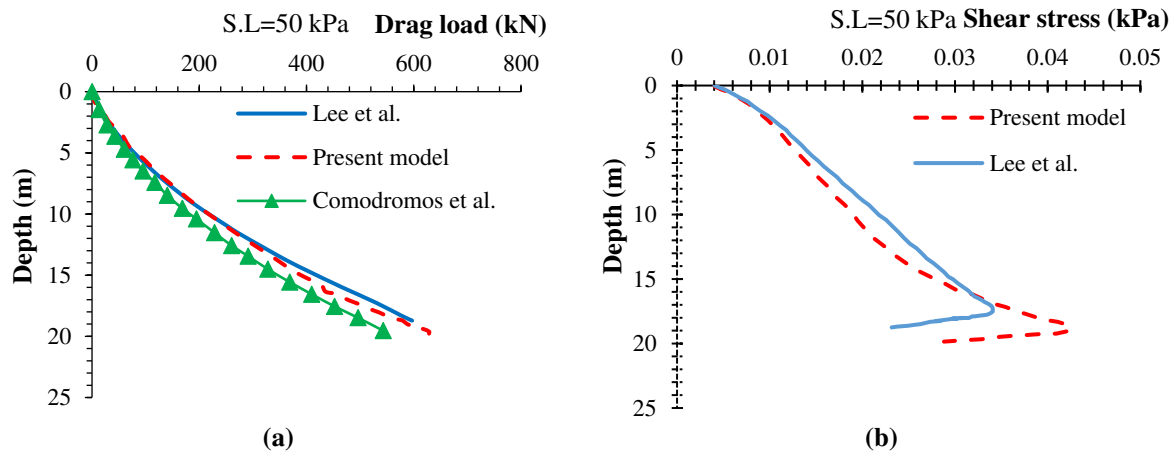 S.L=50 kPa Drag load (kN)
0 200 400 600 800
0
5
10
15
20
25
Depth (m)
Lee et al.
Present model
Comodromos et al.
(a)
S.L=50 kPa Shear stress (kPa)
0 0.01 0.02 0.03 0.04 0.05
0
5
10
15
20
25
Depth (m)
Present model
Lee et al.
(b)